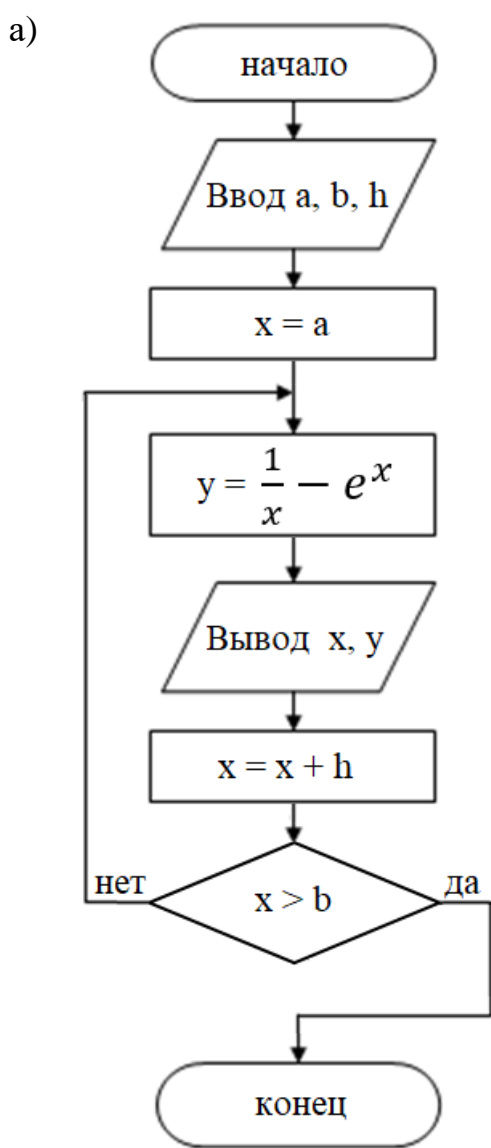 а)
начало
Ввод a, b, h
x = a
y = 1/x − e^x
Вывод x, y
x = x + h
нет
x > b
да
конец